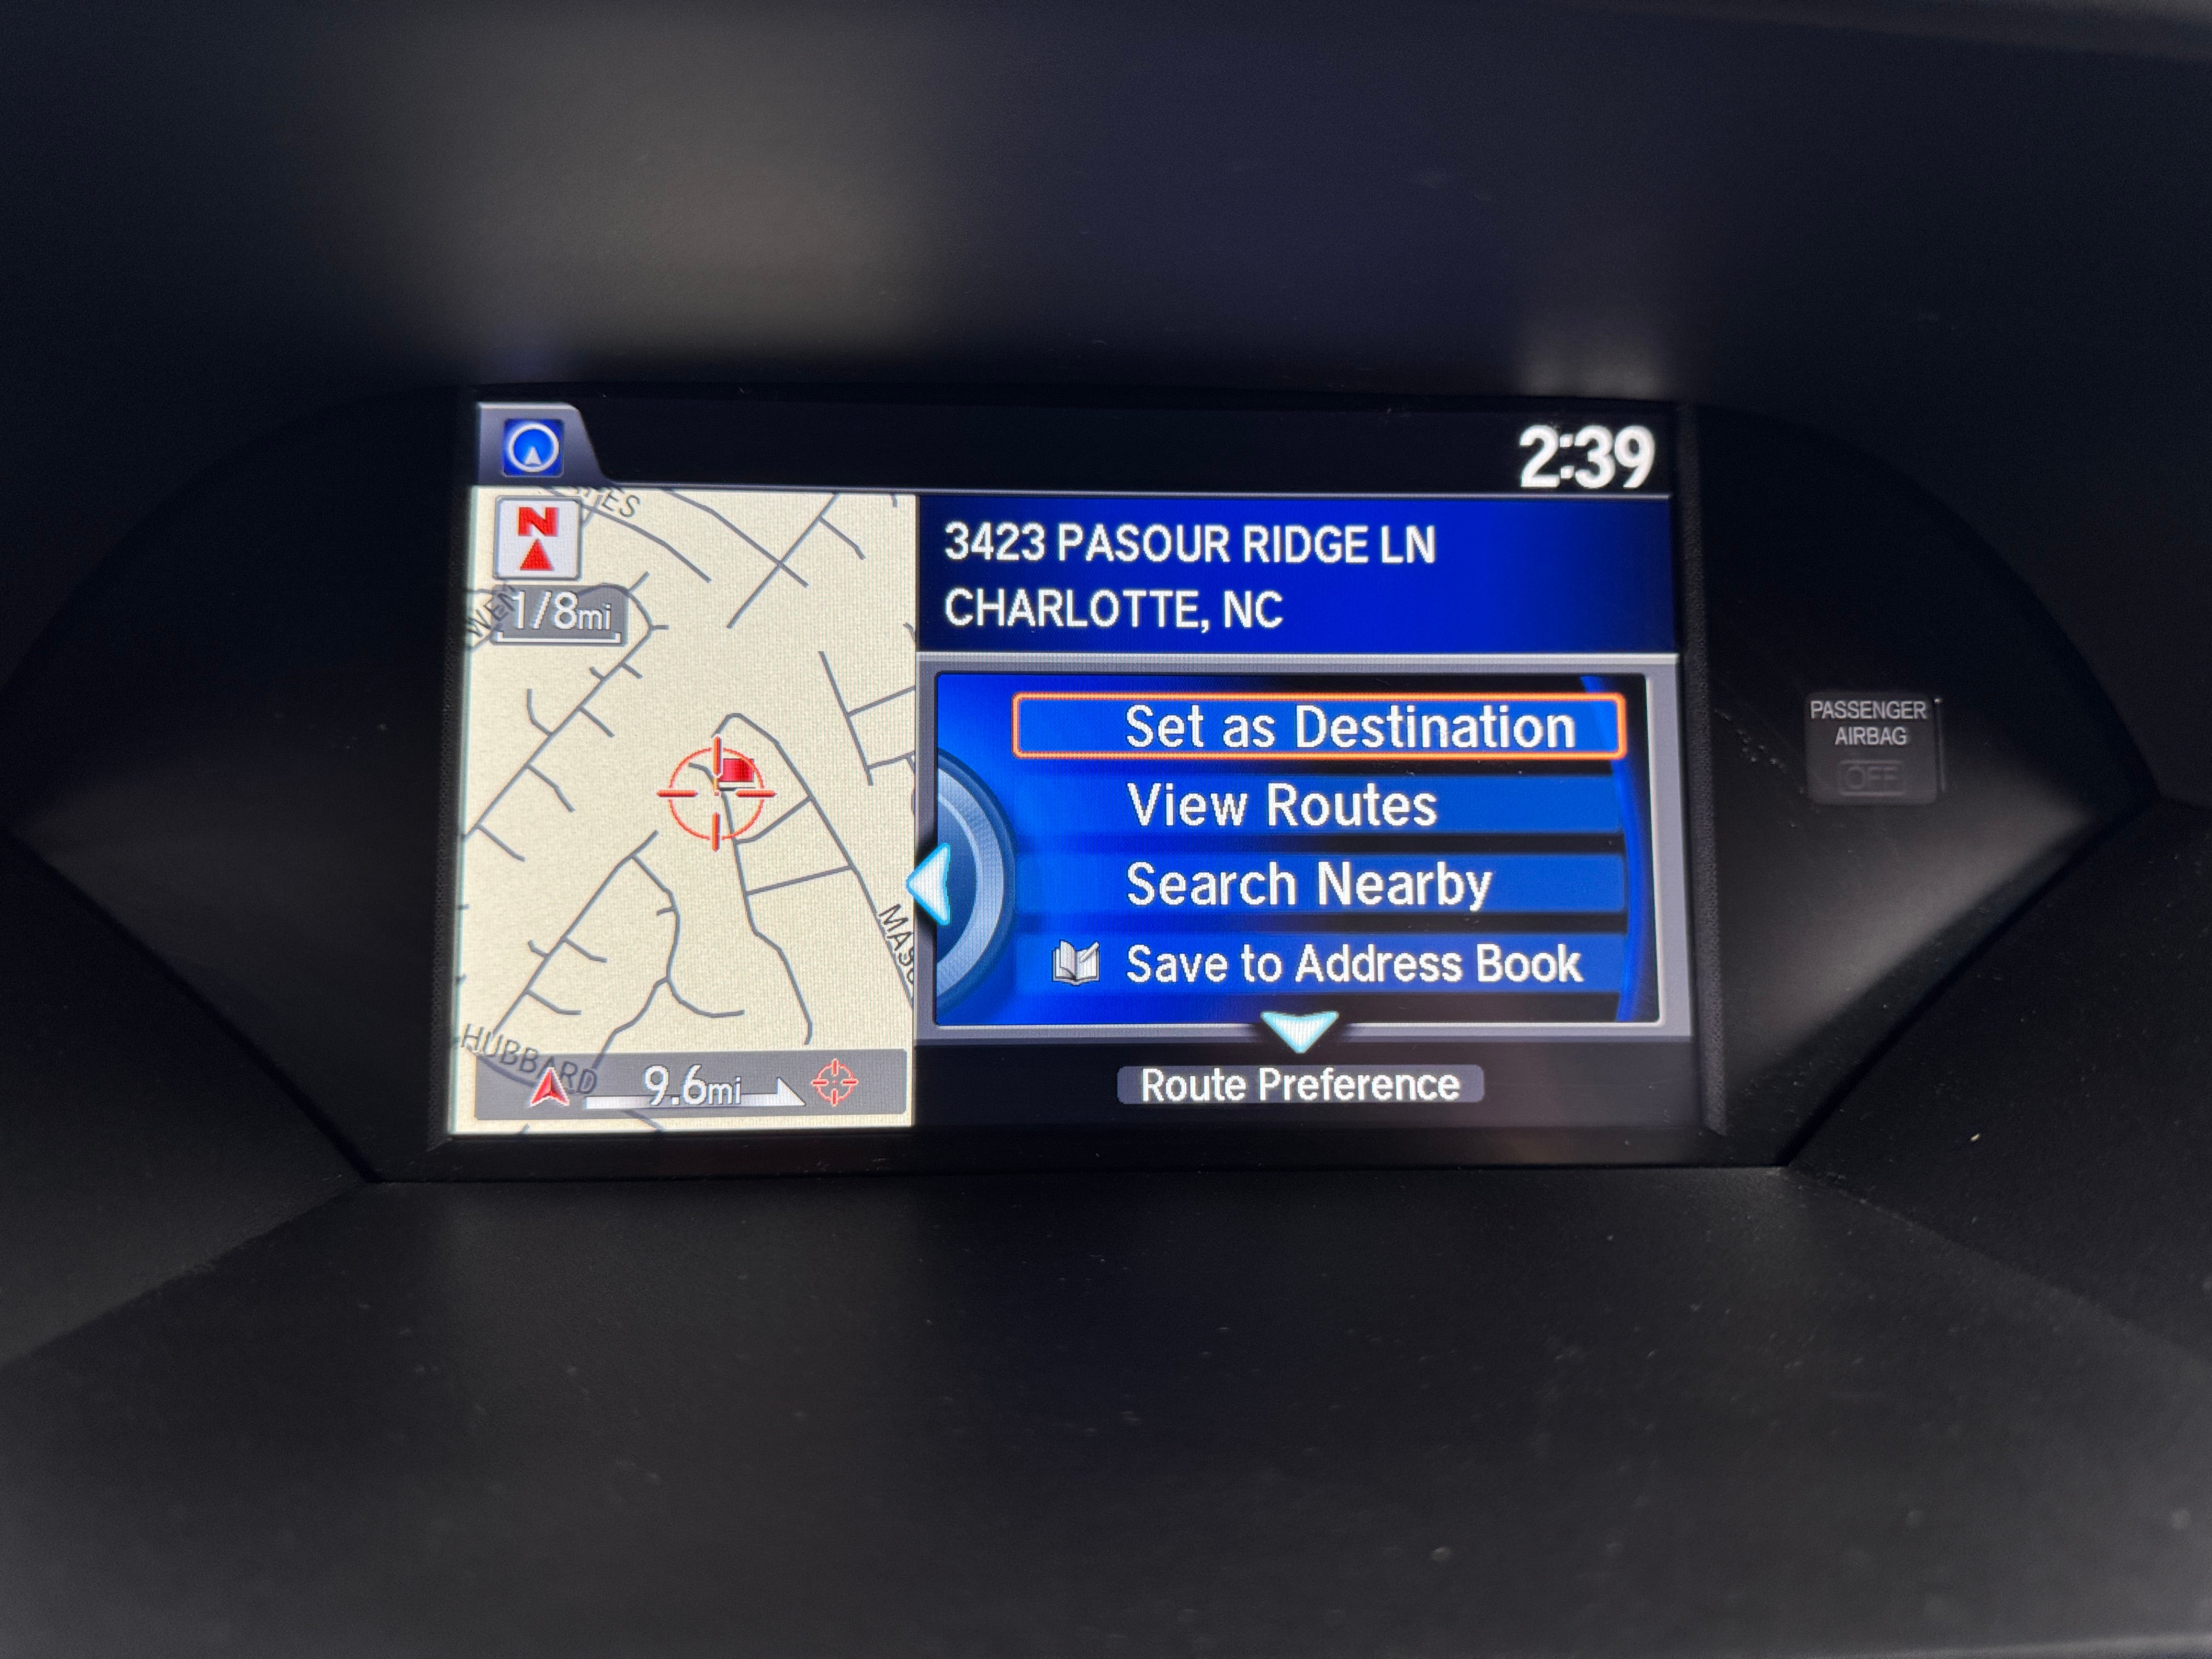 2:39
N
1/8mi
3423 PASOUR RIDGE LN
CHARLOTTE, NC
Set as Destination
View Routes
Search Nearby
Save to Address Book
HUBBARD
9.6mi
Route Preference
PASSENGER
AIRBAG
OFF